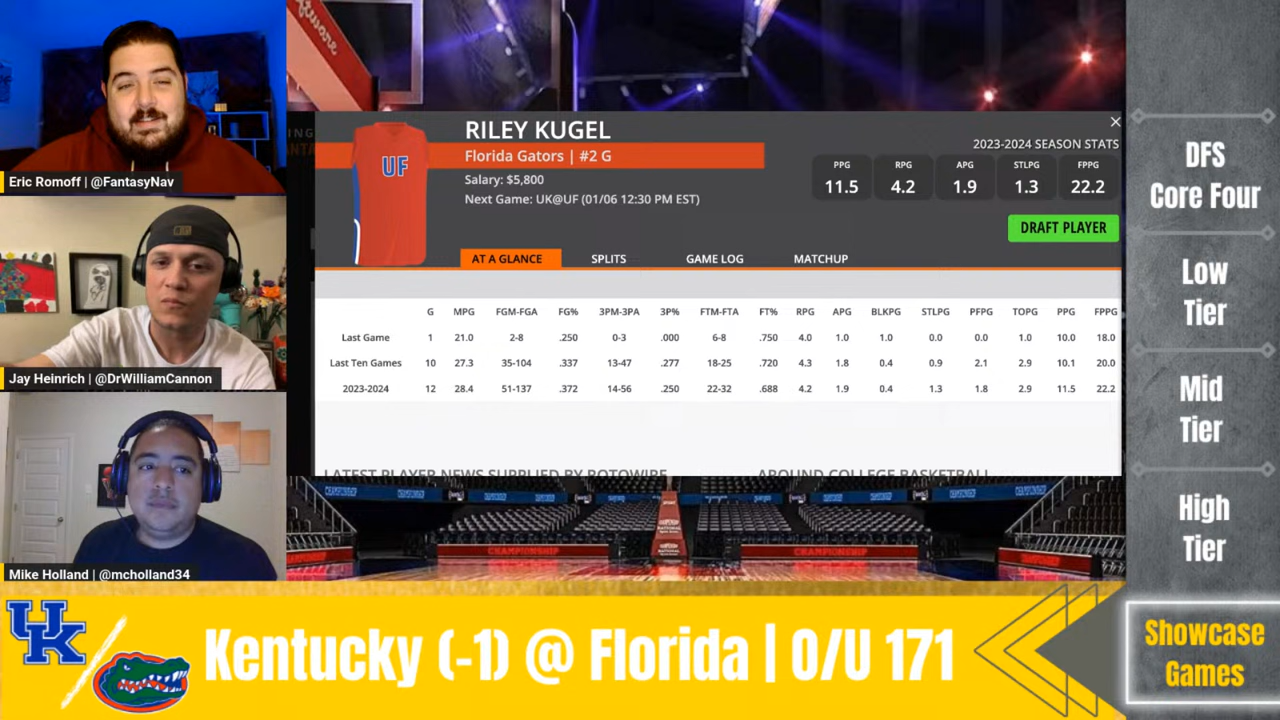 Eric Romoff | @FantasyNav
Jay Heinrich | @DrWilliamCannon
Mike Holland | @mcholland34
RILEY KUGEL
Florida Gators | #2 G
Salary: $5,800
Next Game: UK@UF (01/06 12:30 PM EST)
UF
×
2023-2024 SEASON STATS
PPG RPG APG STLPG FPPG
11.5 4.2 1.9 1.3 22.2
DRAFT PLAYER
AT A GLANCE SPLITS GAME LOG MATCHUP
G MPG FGM-FGA FG% 3PM-3PA 3P% FTM-FTA FT% RPG APG BLKPG STLPG PFPG TOPG PPG FPPG
Last Game 1 21.0 2-8 .250 0-3 .000 6-8 .750 4.0 1.0 1.0 0.0 0.0 1.0 10.0 18.0
Last Ten Games 10 27.3 35-104 .337 13-47 .277 18-25 .720 4.3 1.8 0.4 0.9 2.1 2.9 10.1 20.0
2023-2024 12 28.4 51-137 .372 14-56 .250 22-32 .688 4.2 1.9 0.4 1.3 1.8 2.9 11.5 22.2
LATEST PLAYER NEWS SUPPLIED BY ROTOWIRE AROUND COLLEGE BASKETBALL
CHAMPIONSHIP CHAMPIONSHIP
UK
Kentucky (-1) @ Florida | O/U 171
DFS
Core Four
Low
Tier
Mid
Tier
High
Tier
Showcase
Games